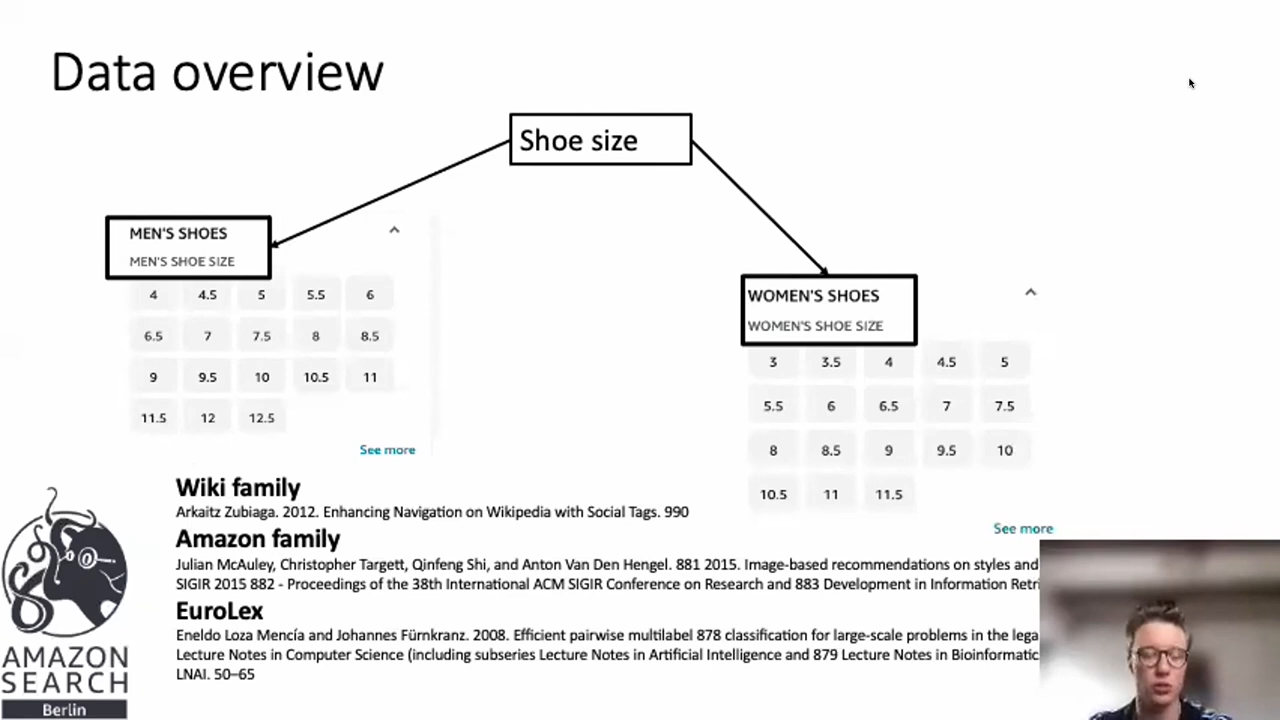 Data overview
Shoe size
MEN'S SHOES
MEN'S SHOE SIZE
4 4.5 5 5.5 6
6.5 7 7.5 8 8.5
9 9.5 10 10.5 11
11.5 12 12.5
See more
WOMEN'S SHOES
WOMEN'S SHOE SIZE
3 3.5 4 4.5 5
5.5 6 6.5 7 7.5
8 8.5 9 9.5 10
10.5 11 11.5
See more
Wiki family
Arkaitz Zubiaga. 2012. Enhancing Navigation on Wikipedia with Social Tags. 990
Amazon family
Julian McAuley, Christopher Targett, Qinfeng Shi, and Anton Van Den Hengel. 881 2015. Image-based recommendations on styles and
SIGIR 2015 882 - Proceedings of the 38th International ACM SIGIR Conference on Research and 883 Development in Information Retri
EuroLex
Eneldo Loza Mencía and Johannes Fürnkranz. 2008. Efficient pairwise multilabel 878 classification for large-scale problems in the lega
Lecture Notes in Computer Science (including subseries Lecture Notes in Artificial Intelligence and 879 Lecture Notes in Bioinformatic
LNAI. 50–65
AMAZON
SEARCH
Berlin